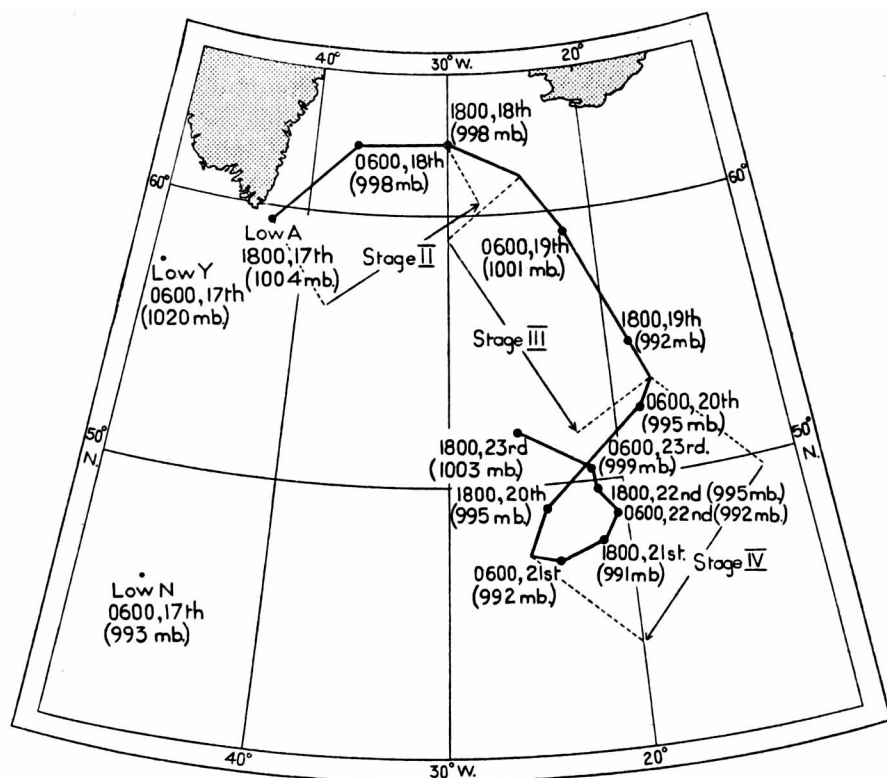 40°
30° W.
20°
1800, 18th
(998 mb.)
0600, 18th
(998 mb.)
60°
60°
Low A
1800, 17th
(1004 mb.)
Stage II
0600, 19th
(1001 mb.)
Low Y
0600, 17th
(1020 mb.)
1800, 19th
(992 mb.)
Stage III
0600, 20th
(995 mb.)
50°
N.
50°
N.
1800, 23rd
(1003 mb.)
0600, 23rd.
(999 mb.)
1800, 20th
(995 mb.)
1800, 22nd (995 mb.)
0600, 22nd (992 mb.)
1800, 21st.
(991 mb)
Stage IV
0600, 21st
(992 mb.)
Low N
0600, 17th
(993 mb.)
40°
30° W.
20°